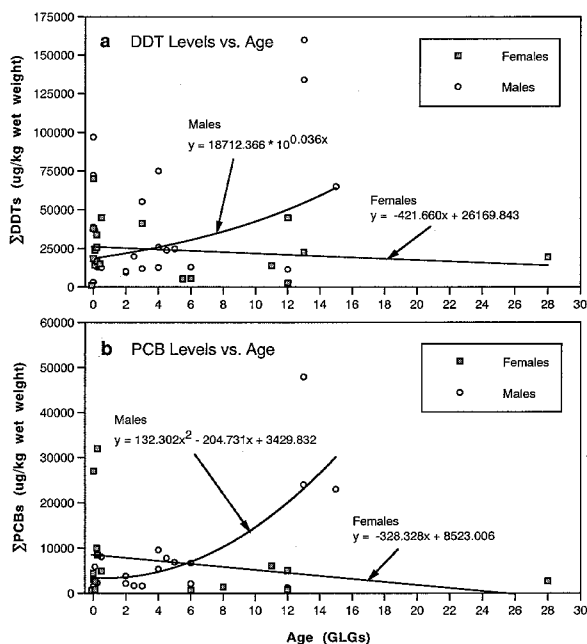 175000
150000
125000
100000
75000
50000
25000
0
∑DDTs (ug/kg wet weight)
a DDT Levels vs. Age
Females
Males
Males
y = 18712.366 * 10^0.036x
Females
y = -421.660x + 26169.843
0 2 4 6 8 10 12 14 16 18 20 22 24 26 28 30
60000
50000
40000
30000
20000
10000
0
∑PCBs (ug/kg wet weight)
b PCB Levels vs. Age
Females
Males
Males
y = 132.302x² - 204.731x + 3429.832
Females
y = -328.328x + 8523.006
0 2 4 6 8 10 12 14 16 18 20 22 24 26 28 30
Age (GLGs)